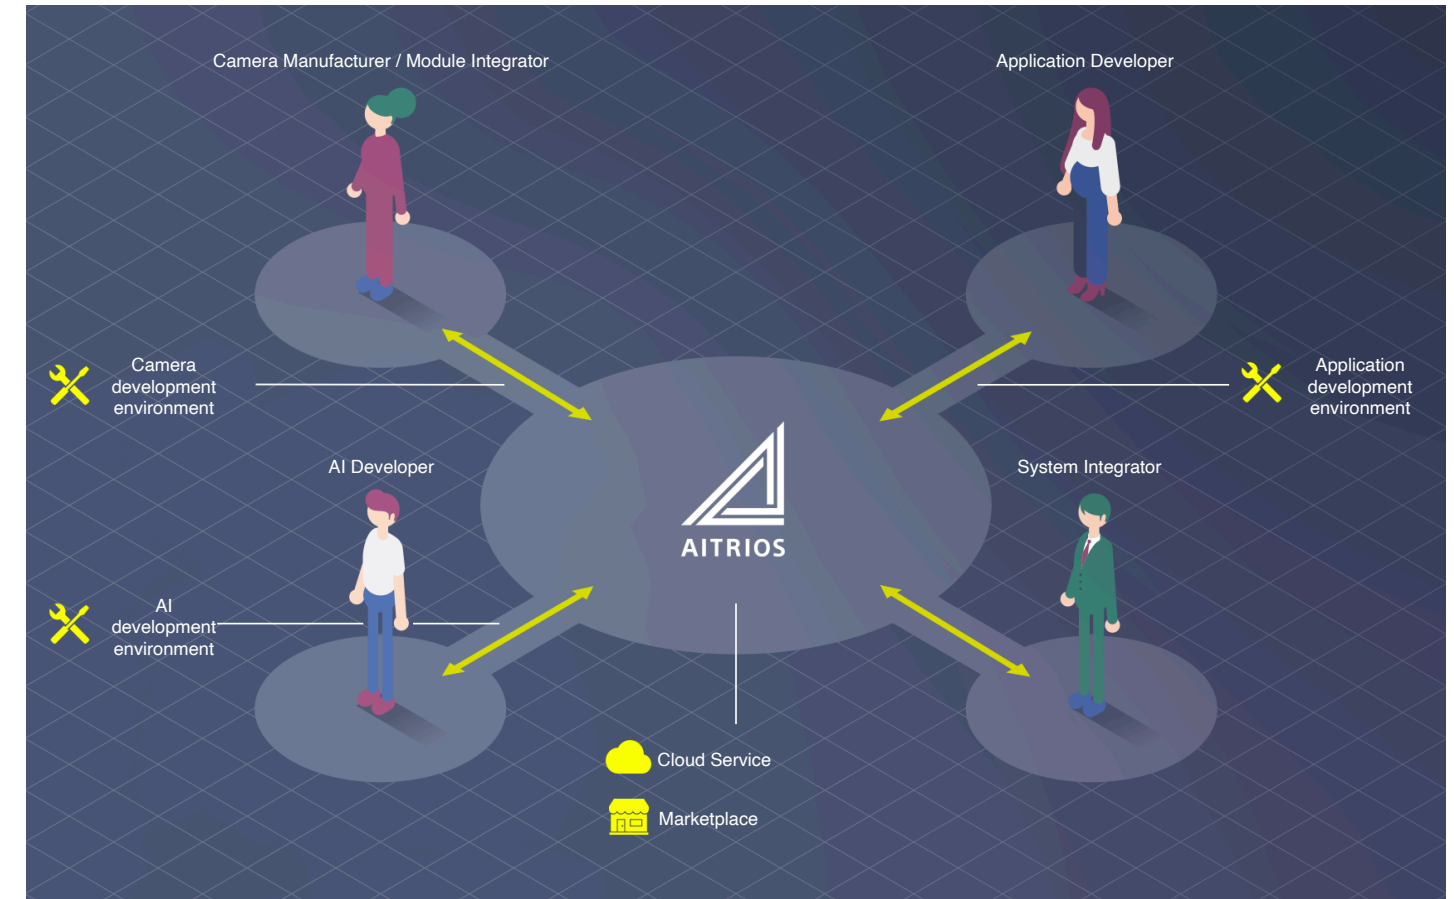 Camera Manufacturer / Module Integrator
Application Developer
Camera
development
environment
Application
development
environment
AI Developer
System Integrator
AITRIOS
AI
development
environment
Cloud Service
Marketplace